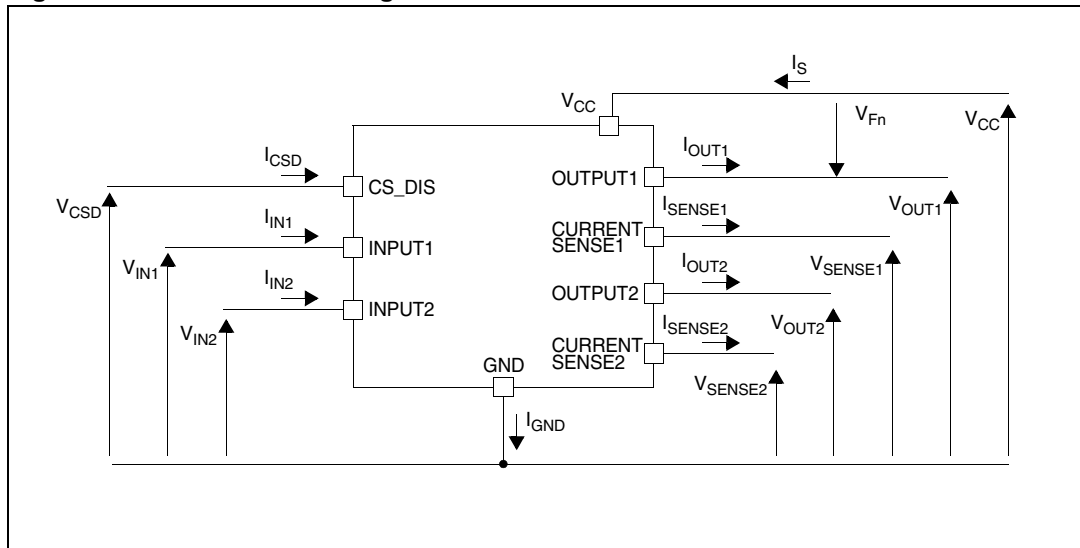 I_S
V_CC
V_Fn
V_CC
I_CSD
I_OUT1
CS_DIS
OUTPUT1
V_CSD
V_OUT1
I_IN1
I_SENSE1
INPUT1
CURRENT
SENSE1
V_IN1
V_SENSE1
I_IN2
I_OUT2
INPUT2
OUTPUT2
V_IN2
V_OUT2
I_SENSE2
CURRENT
SENSE2
GND
V_SENSE2
I_GND